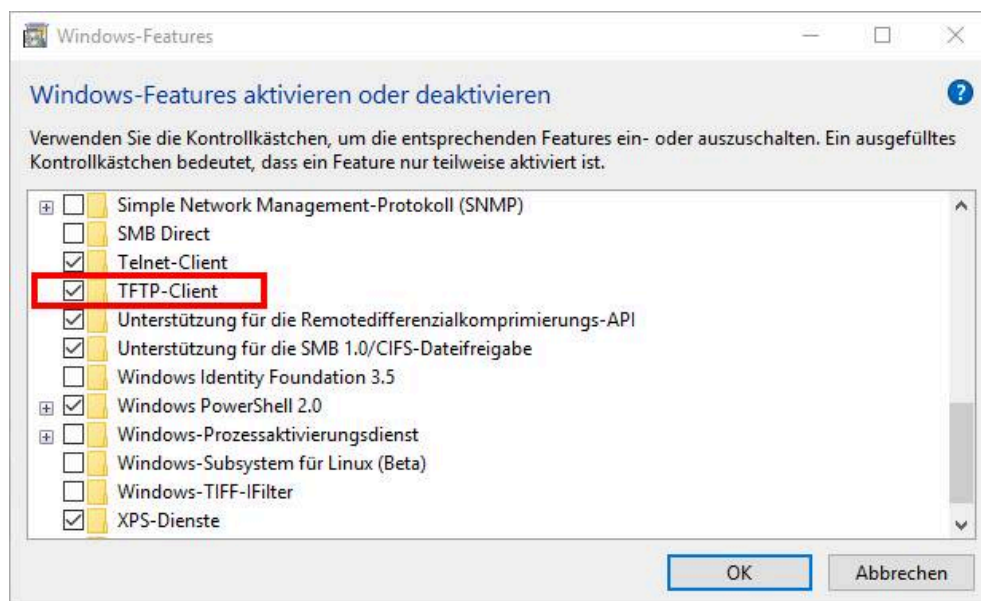 Windows-Features
Windows-Features aktivieren oder deaktivieren
Verwenden Sie die Kontrollkästchen, um die entsprechenden Features ein- oder auszuschalten. Ein ausgefülltes
Kontrollkästchen bedeutet, dass ein Feature nur teilweise aktiviert ist.
Simple Network Management-Protokoll (SNMP)
SMB Direct
Telnet-Client
TFTP-Client
Unterstützung für die Remotedifferenzialkomprimierungs-API
Unterstützung für die SMB 1.0/CIFS-Dateifreigabe
Windows Identity Foundation 3.5
Windows PowerShell 2.0
Windows-Prozessaktivierungsdienst
Windows-Subsystem für Linux (Beta)
Windows-TIFF-IFilter
XPS-Dienste
OK Abbrechen